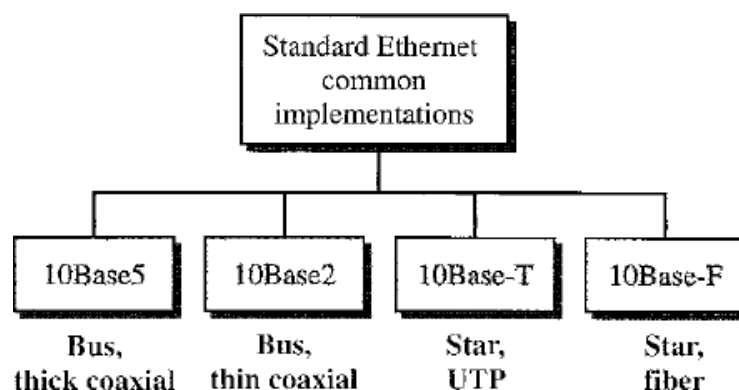 Standard Ethernet
common
implementations
10Base5
10Base2
10Base-T
10Base-F
Bus,
thick coaxial
Bus,
thin coaxial
Star,
UTP
Star,
fiber